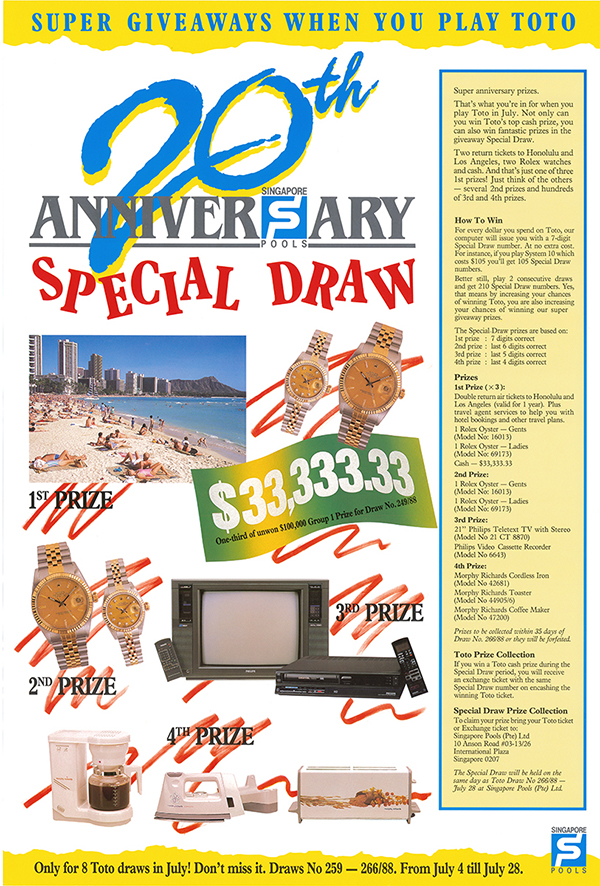 SUPER GIVEAWAYS WHEN YOU PLAY TOTO
20th
ANNIVERSARY
SINGAPORE
POOLS
SPECIAL DRAW
1ST PRIZE
$33,333.33
One-third of unwon $100,000 Group 1 Prize for Draw No. 249/88
2ND PRIZE
3RD PRIZE
4TH PRIZE
Super anniversary prizes.
That's what you're in for when you
play Toto in July. Not only can
you win Toto's top cash prize, you
can also win fantastic prizes in the
giveaway Special Draw.
Two return tickets to Honolulu and
Los Angeles, two Rolex watches
and cash. And that's just one of three
1st prizes! Just think of the others
— several 2nd prizes and hundreds
of 3rd and 4th prizes.
How To Win
For every dollar you spend on Toto, our
computer will issue you with a 7-digit
Special Draw number. At no extra cost.
For instance, if you play System 10 which
costs $105 you'll get 105 Special Draw
numbers.
Better still, play 2 consecutive draws
and get 210 Special Draw numbers. Yes,
that means by increasing your chances
of winning Toto, you are also increasing
your chances of winning our super
giveaway prizes.
The Special Draw prizes are based on:
1st prize : 7 digits correct
2nd prize : last 6 digits correct
3rd prize : last 5 digits correct
4th prize : last 4 digits correct
Prizes
1st Prize (×3):
Double return air tickets to Honolulu and
Los Angeles (valid for 1 year). Plus
travel agent services to help you with
hotel bookings and other travel plans.
1 Rolex Oyster — Gents
(Model No: 16013)
1 Rolex Oyster — Ladies
(Model No: 69173)
Cash — $33,333.33
2nd Prize:
1 Rolex Oyster — Gents
(Model No: 16013)
1 Rolex Oyster — Ladies
(Model No: 69173)
3rd Prize:
21" Philips Teletext TV with Stereo
(Model No 21 CT 8870)
Philips Video Cassette Recorder
(Model No 6613)
4th Prize:
Morphy Richards Cordless Iron
(Model No 42681)
Morphy Richards Toaster
(Model No 44905/6)
Morphy Richards Coffee Maker
(Model No 47200)
Prizes to be collected within 35 days of
Draw No. 266/88 or they will be forfeited.
Toto Prize Collection
If you win a Toto cash prize during the
Special Draw period, you will receive
an exchange ticket with the same
Special Draw number on encashing the
winning Toto ticket.
Special Draw Prize Collection
To claim your prize bring your Toto ticket
or Exchange ticket to:
Singapore Pools (Pte) Ltd
10 Anson Road #03-13/26
International Plaza
Singapore 0207
The Special Draw will be held on the
same day as Toto Draw No 266/88 —
July 28 at Singapore Pools (Pte) Ltd.
SINGAPORE
S
POOLS
Only for 8 Toto draws in July! Don't miss it. Draws No 259 — 266/88. From July 4 till July 28.